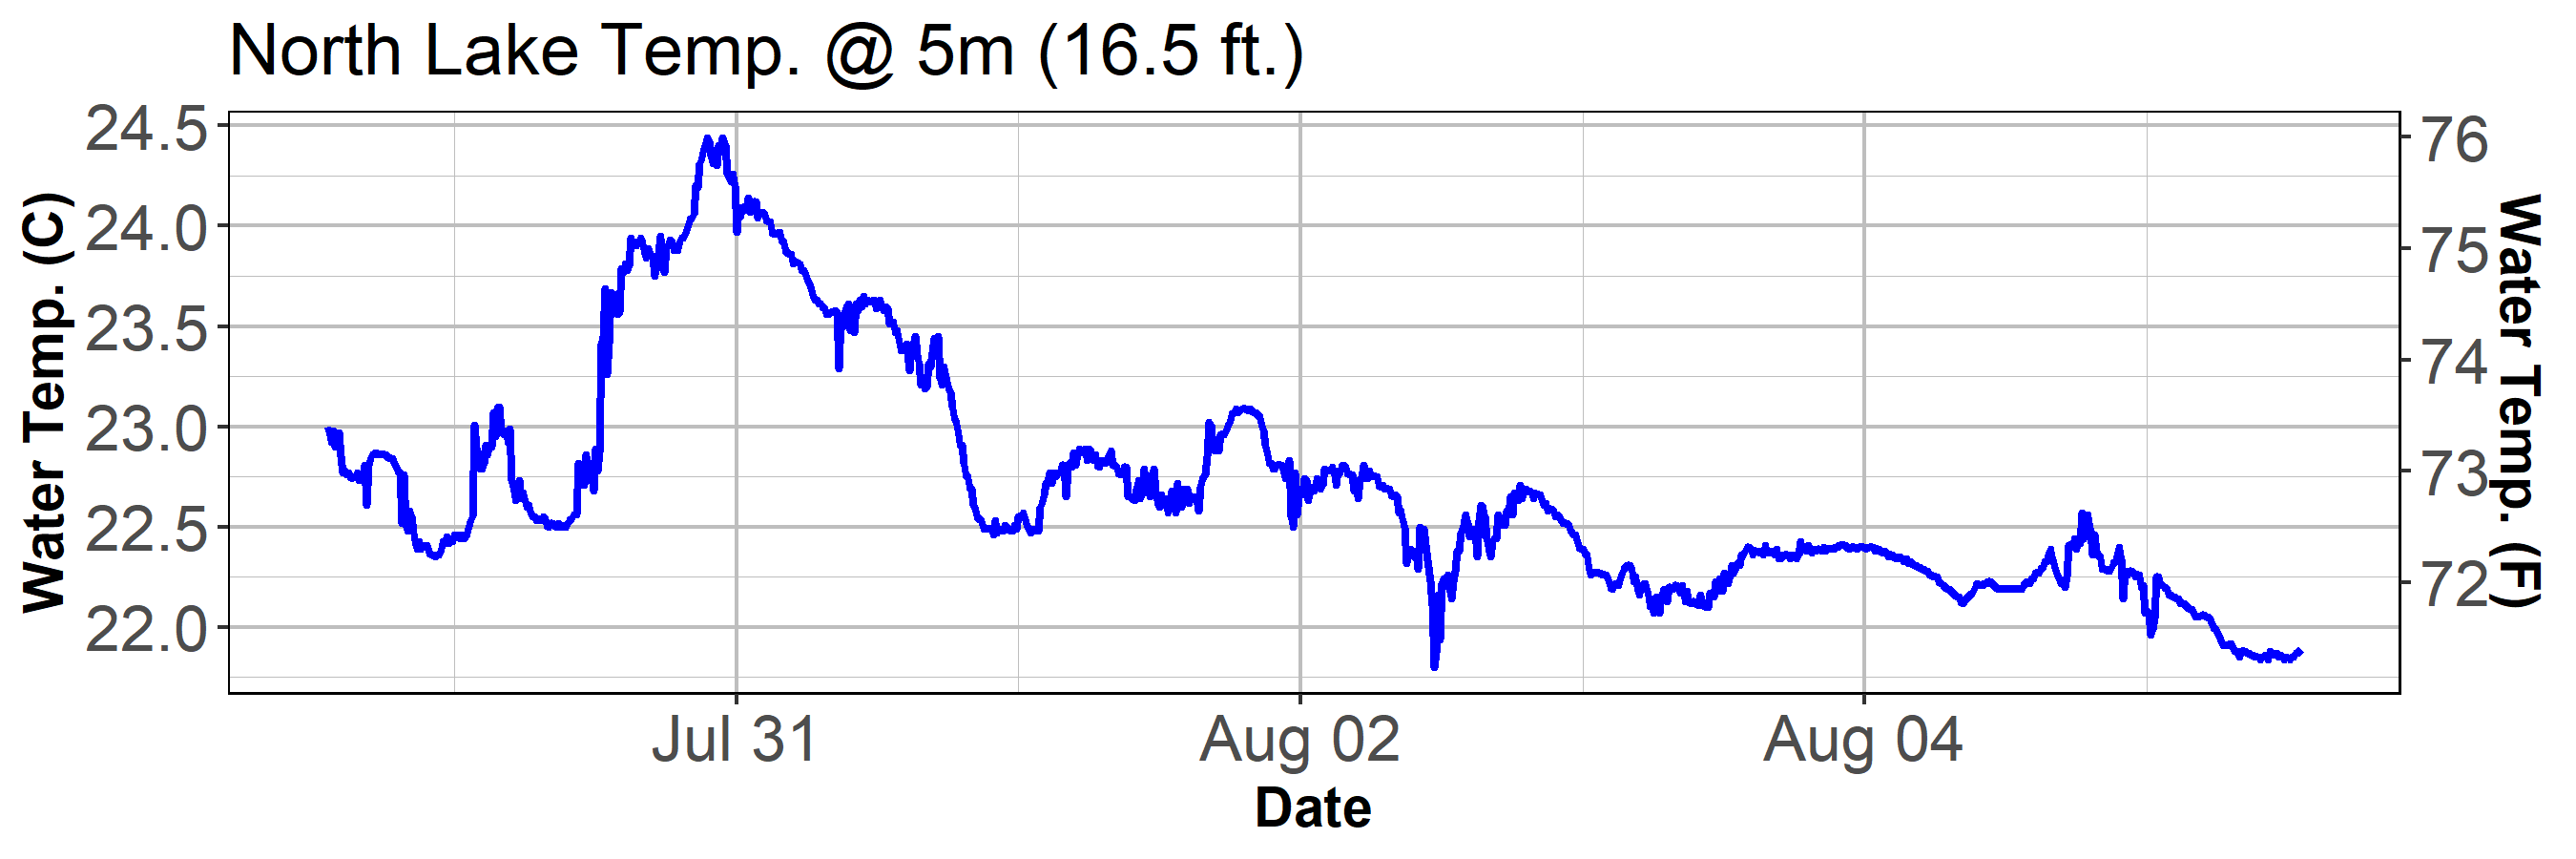 North Lake Temp. @ 5m (16.5 ft.)
Water Temp. (C)
24.5
24.0
23.5
23.0
22.5
22.0
76
75
74
73
72
Water Temp. (F)
Jul 31
Aug 02
Aug 04
Date